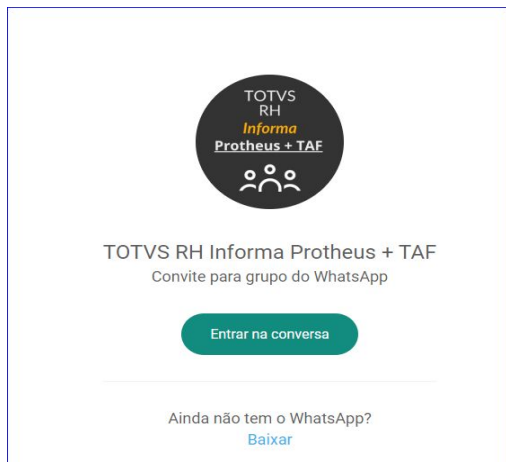 TOTVS
RH
Informa
Protheus + TAF
TOTVS RH Informa Protheus + TAF
Convite para grupo do WhatsApp
Entrar na conversa
Ainda não tem o WhatsApp?
Baixar